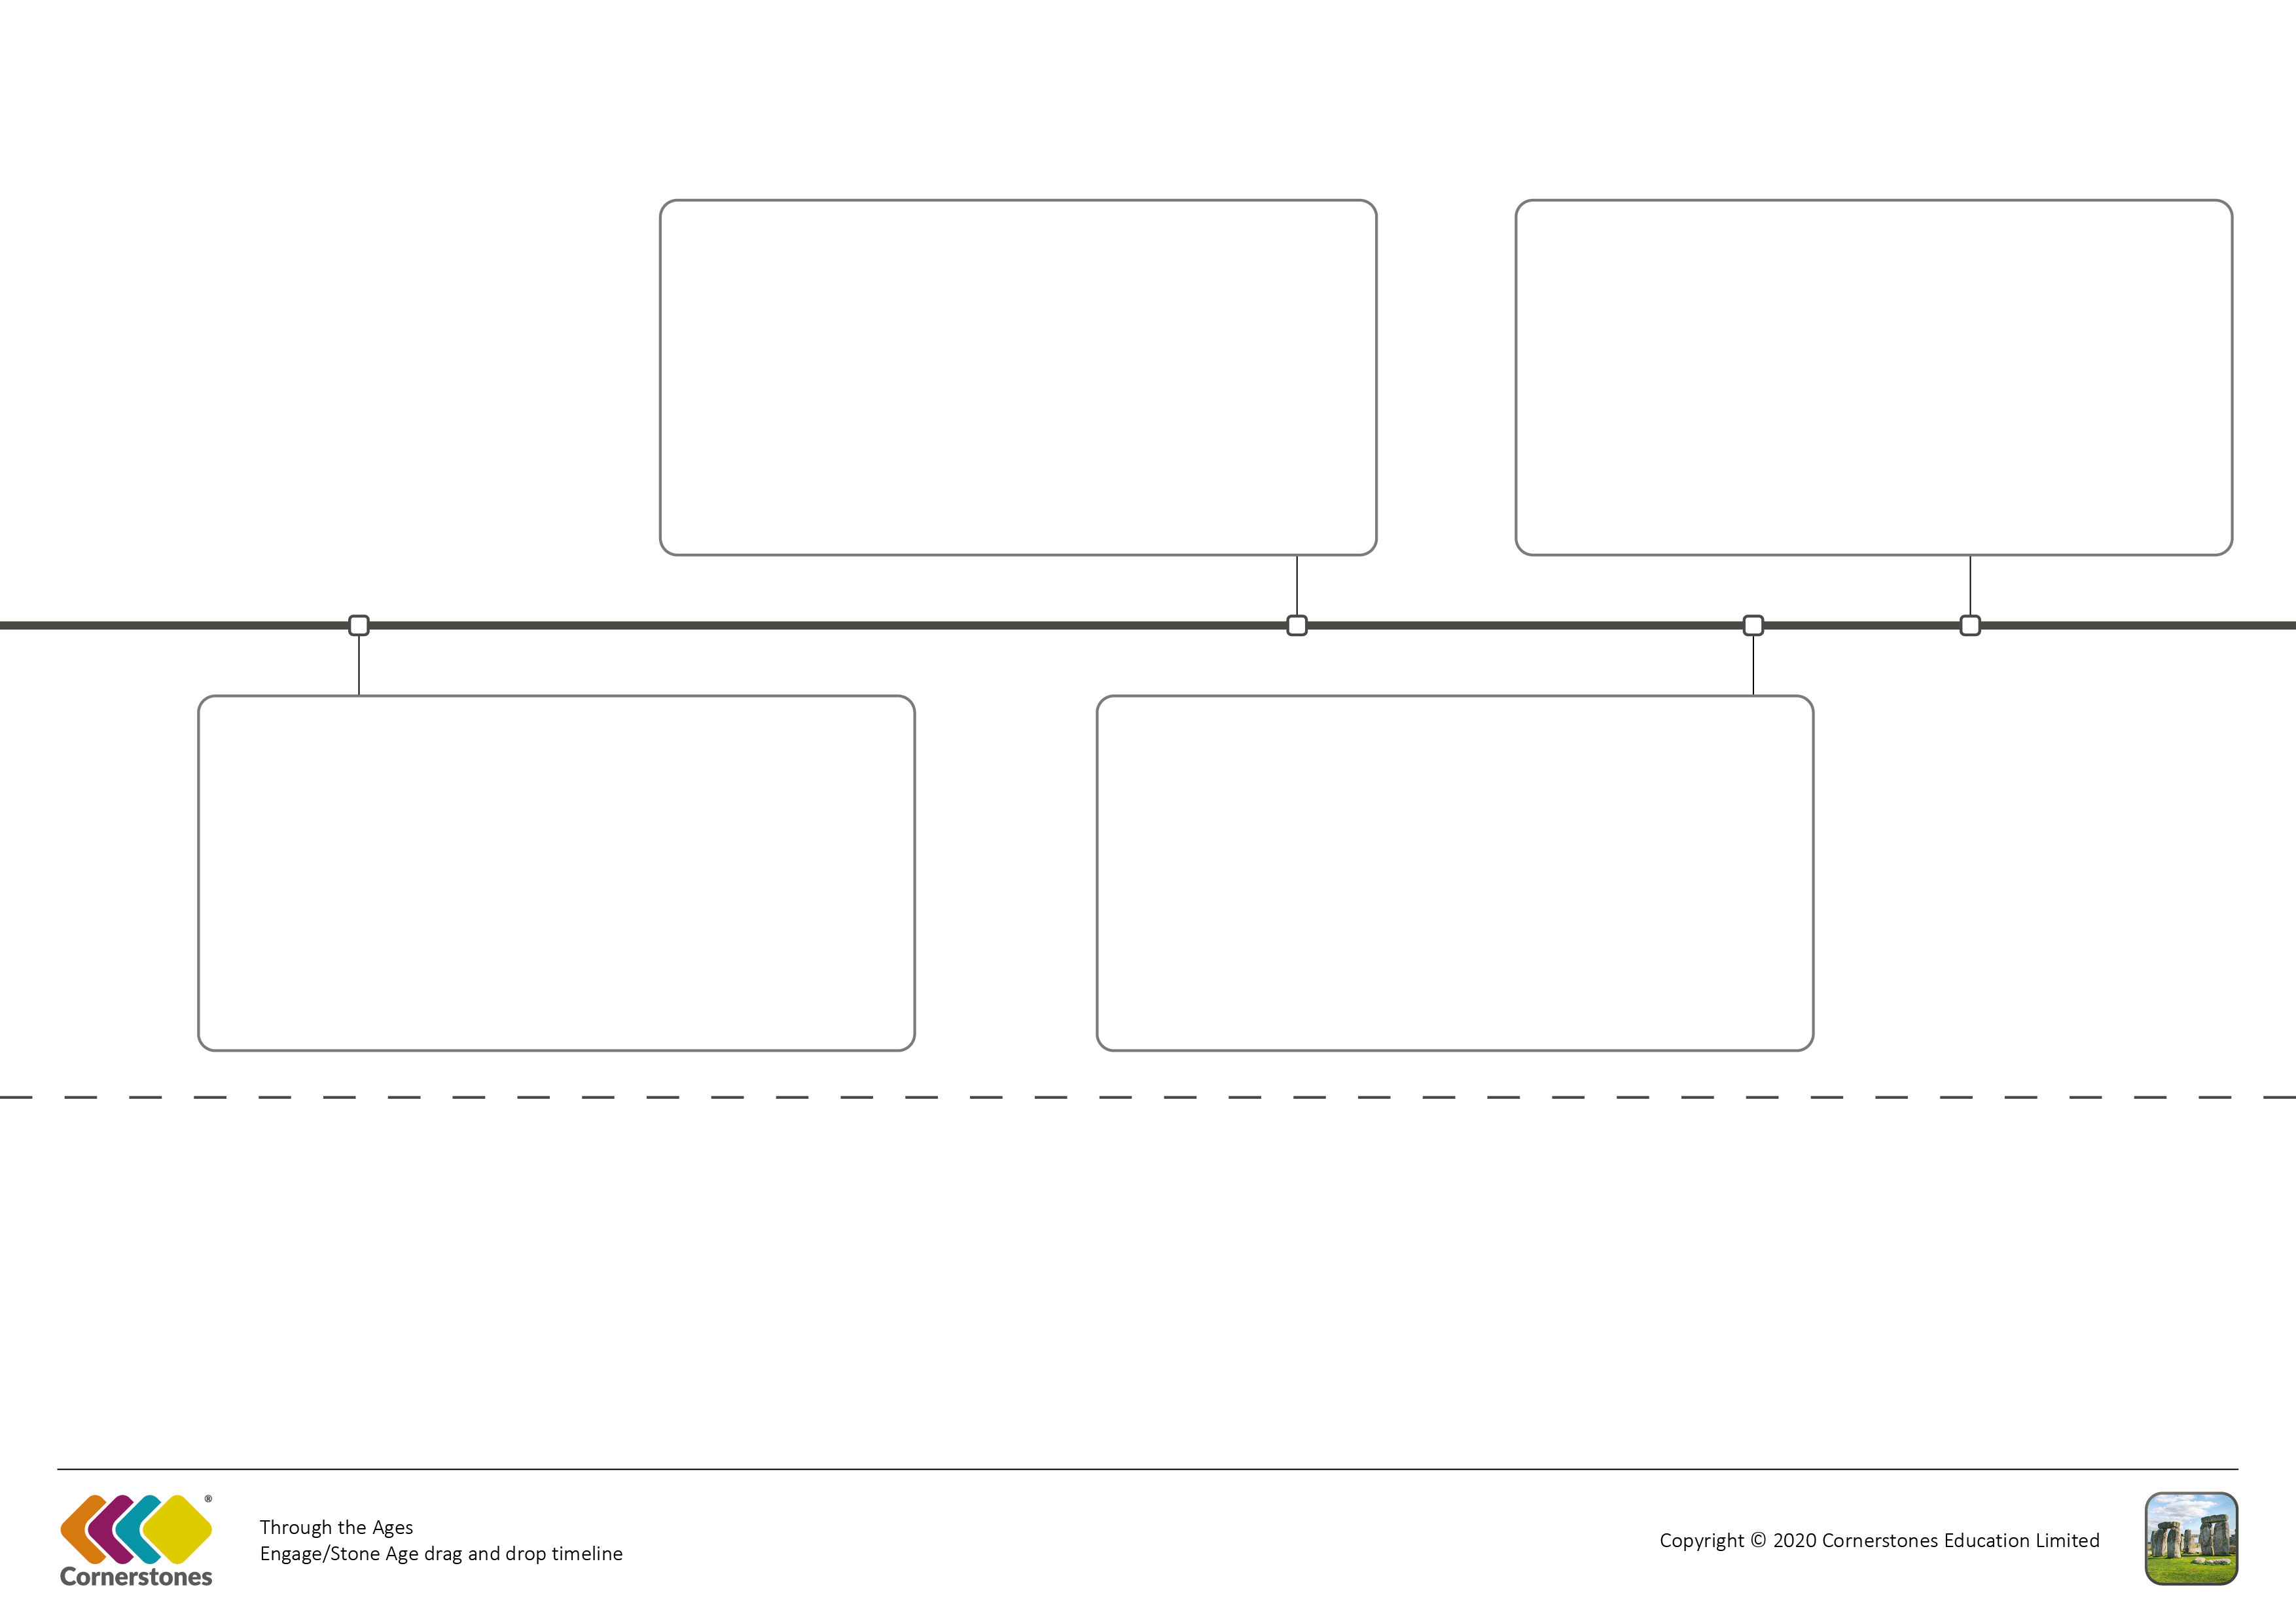 ®
Cornerstones
Through the Ages
Engage/Stone Age drag and drop timeline
Copyright © 2020 Cornerstones Education Limited